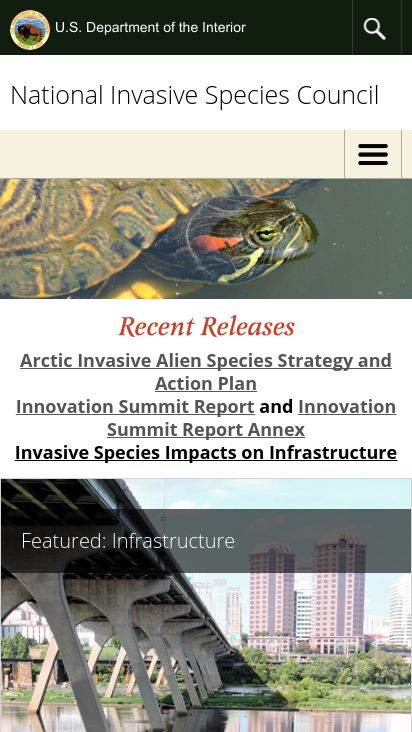 U.S. Department of the Interior
National Invasive Species Council
Recent Releases
Arctic Invasive Alien Species Strategy and
Action Plan
Innovation Summit Report and Innovation
Summit Report Annex
Invasive Species Impacts on Infrastructure
Featured: Infrastructure